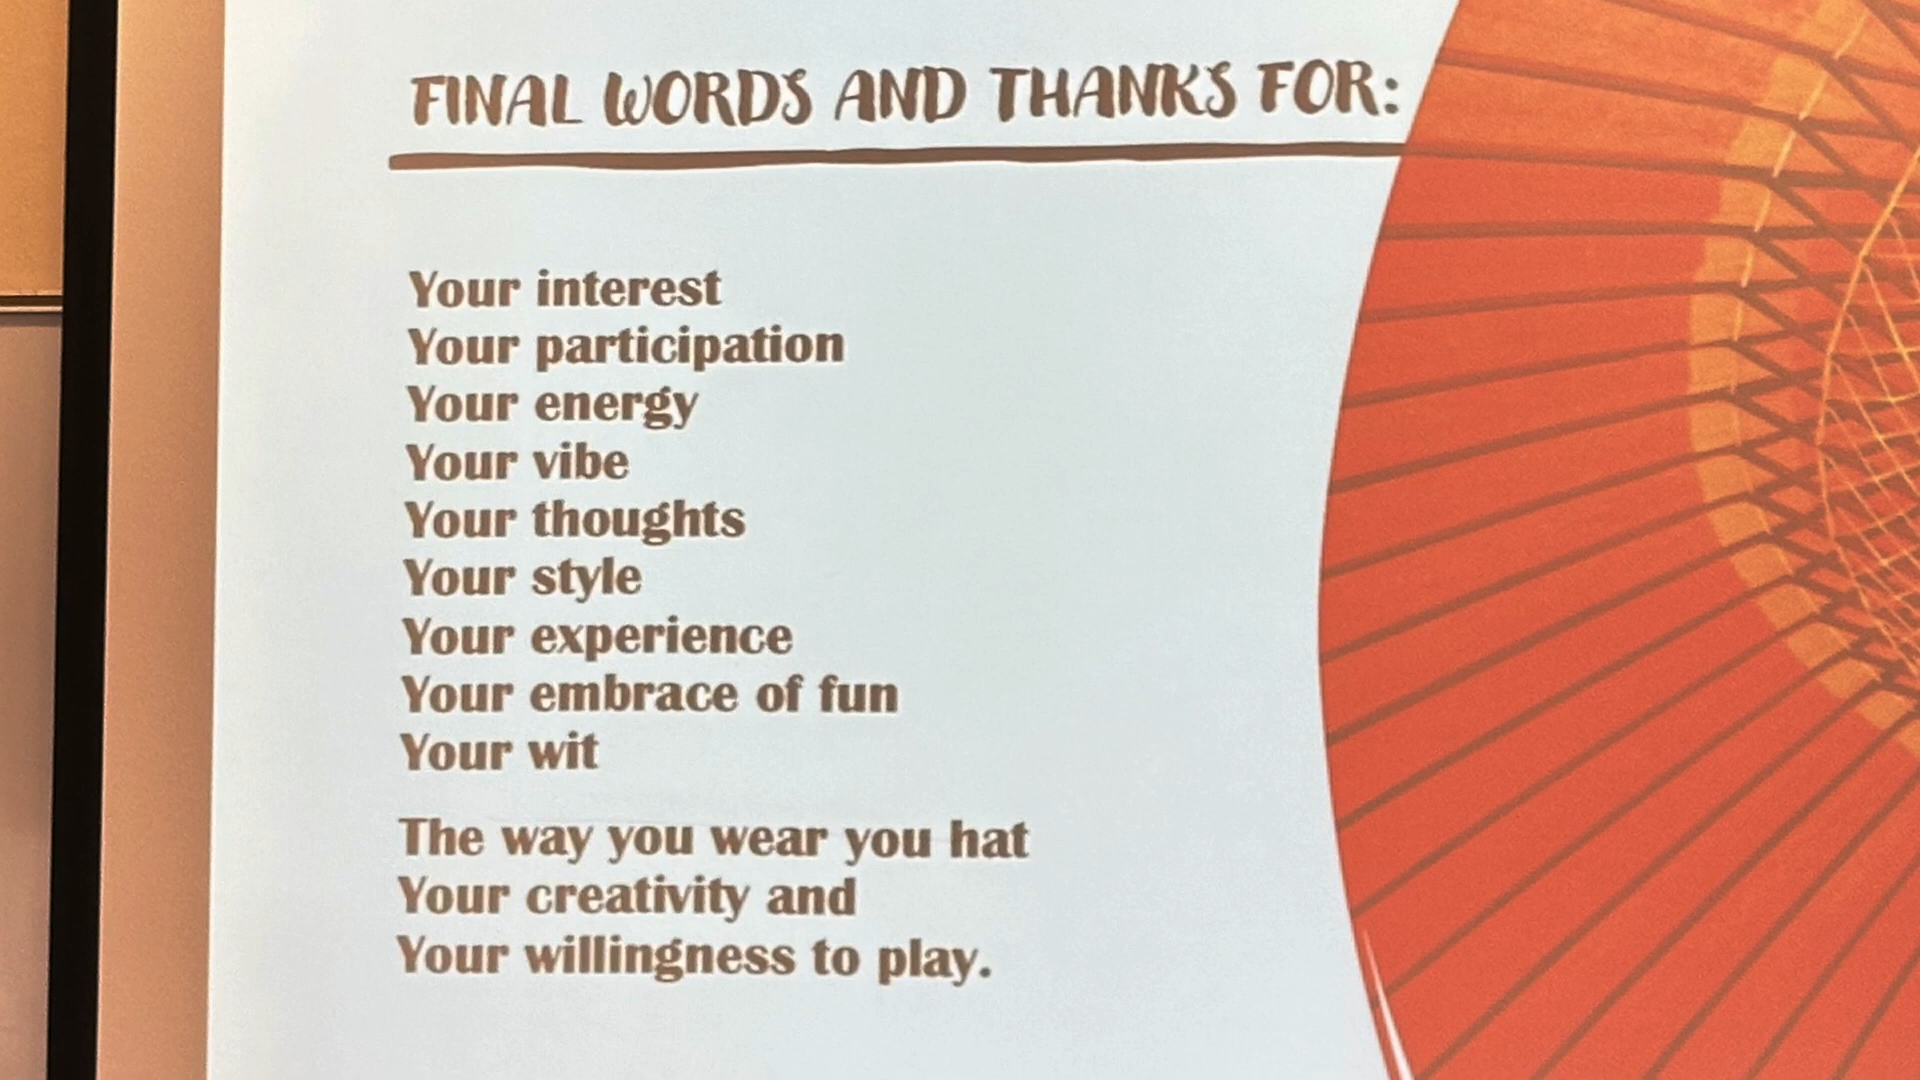 FINAL WORDS AND THANKS FOR:
Your interest
Your participation
Your energy
Your vibe
Your thoughts
Your style
Your experience
Your embrace of fun
Your wit
The way you wear you hat
Your creativity and
Your willingness to play.